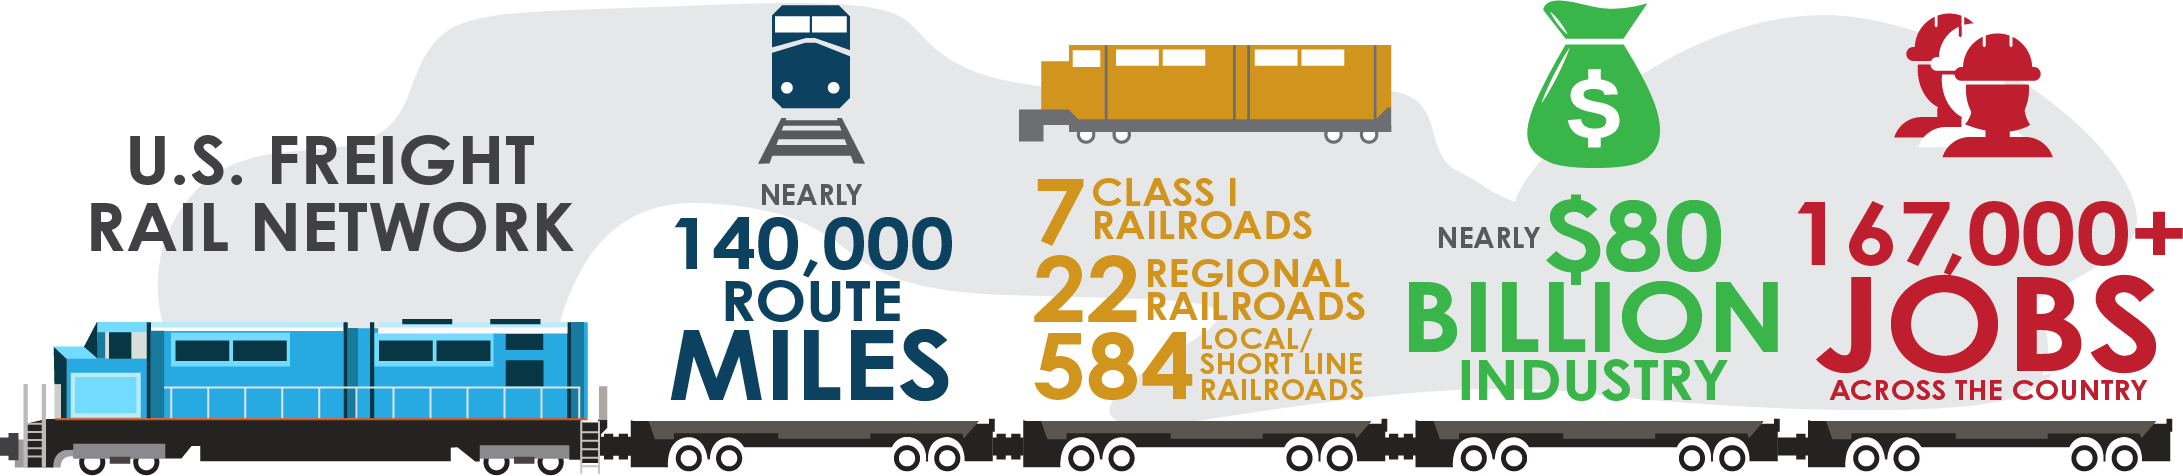 U.S. FREIGHT
RAIL NETWORK
NEARLY
140,000
ROUTE
MILES
7 CLASS I
RAILROADS
22 REGIONAL
RAILROADS
584 LOCAL/
SHORT LINE
RAILROADS
$
NEARLY $80
BILLION
INDUSTRY
167,000+
JOBS
ACROSS THE COUNTRY